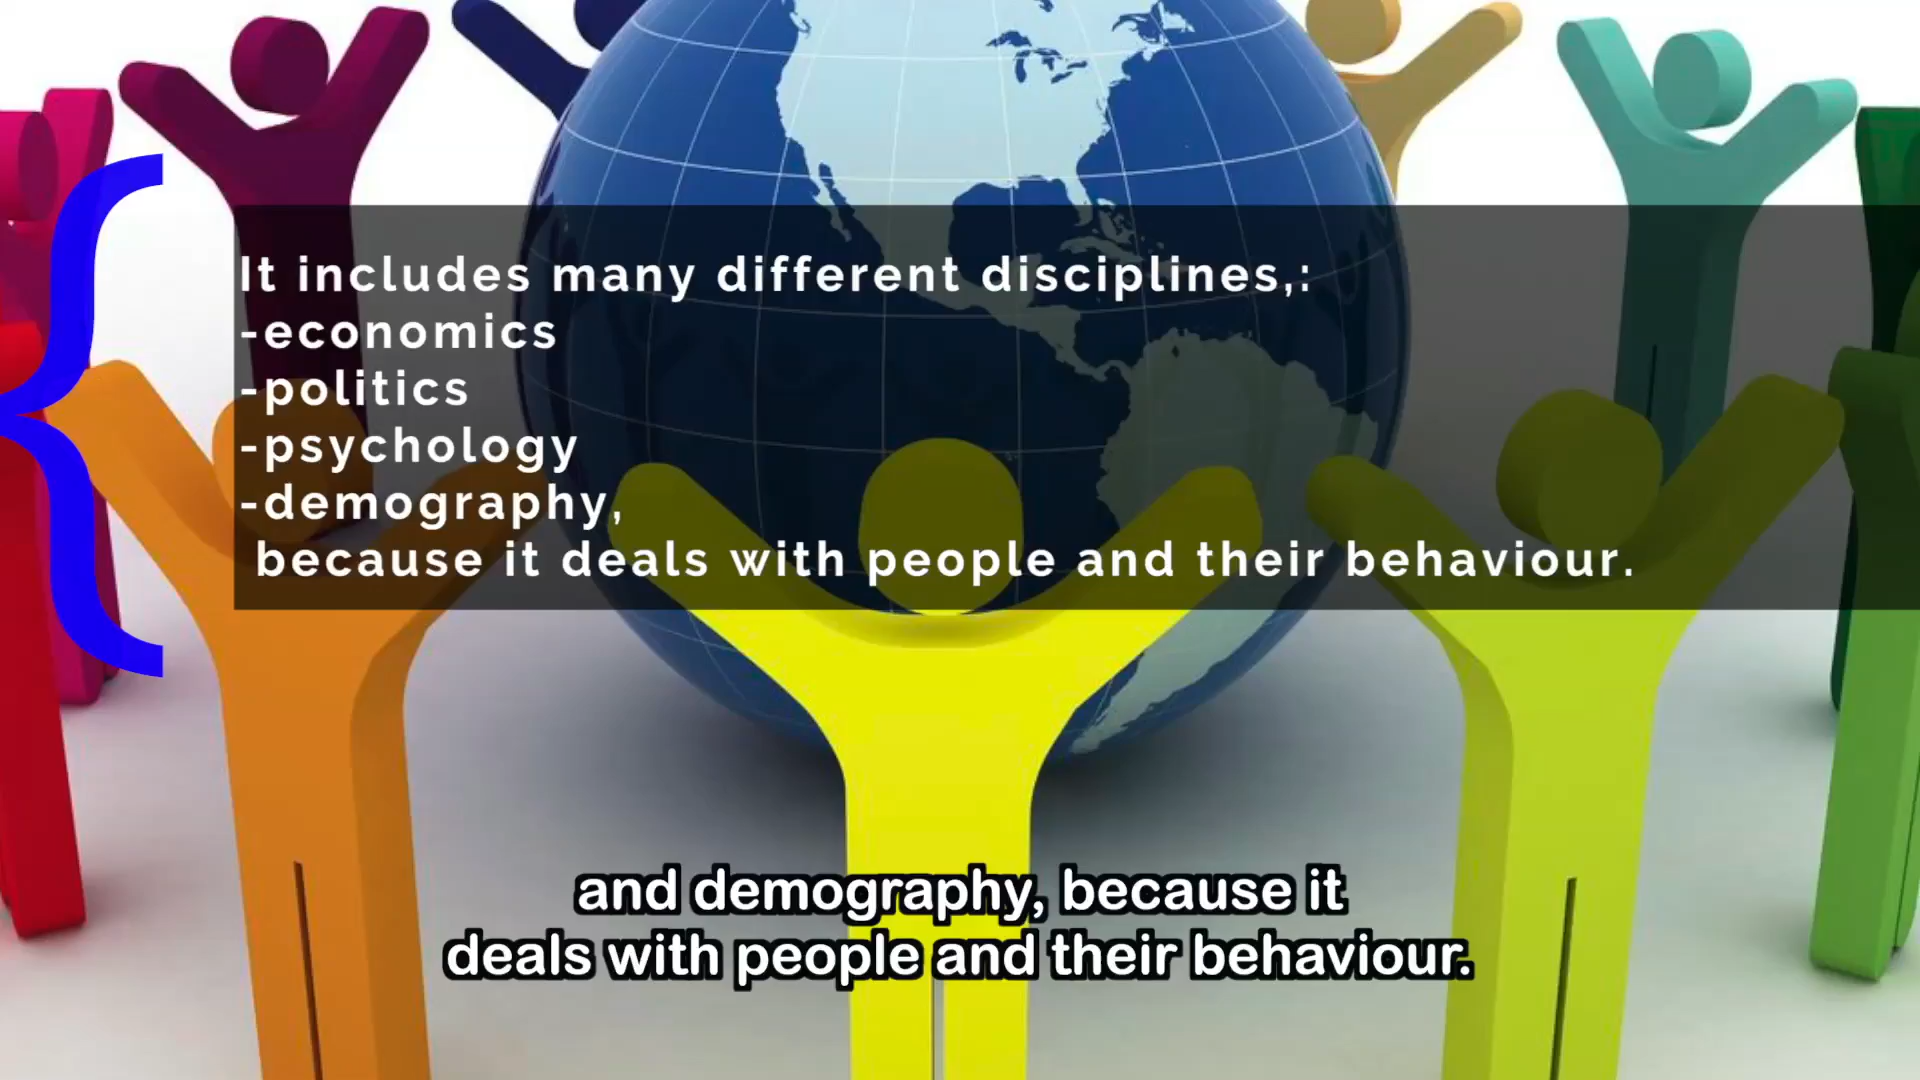 It includes many different disciplines,:
-economics
-politics
-psychology
-demography,
because it deals with people and their behaviour.
and demography, because it
deals with people and their behaviour.